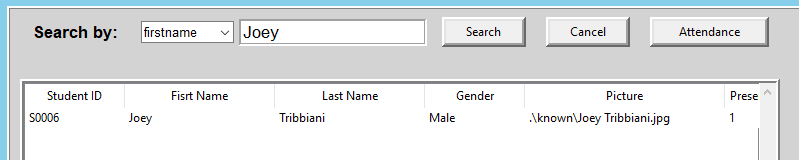 Search by: firstname Joey Search Cancel Attendance
Student ID Fisrt Name Last Name Gender Picture Prese
S0006 Joey Tribbiani Male .\known\Joey Tribbiani.jpg 1